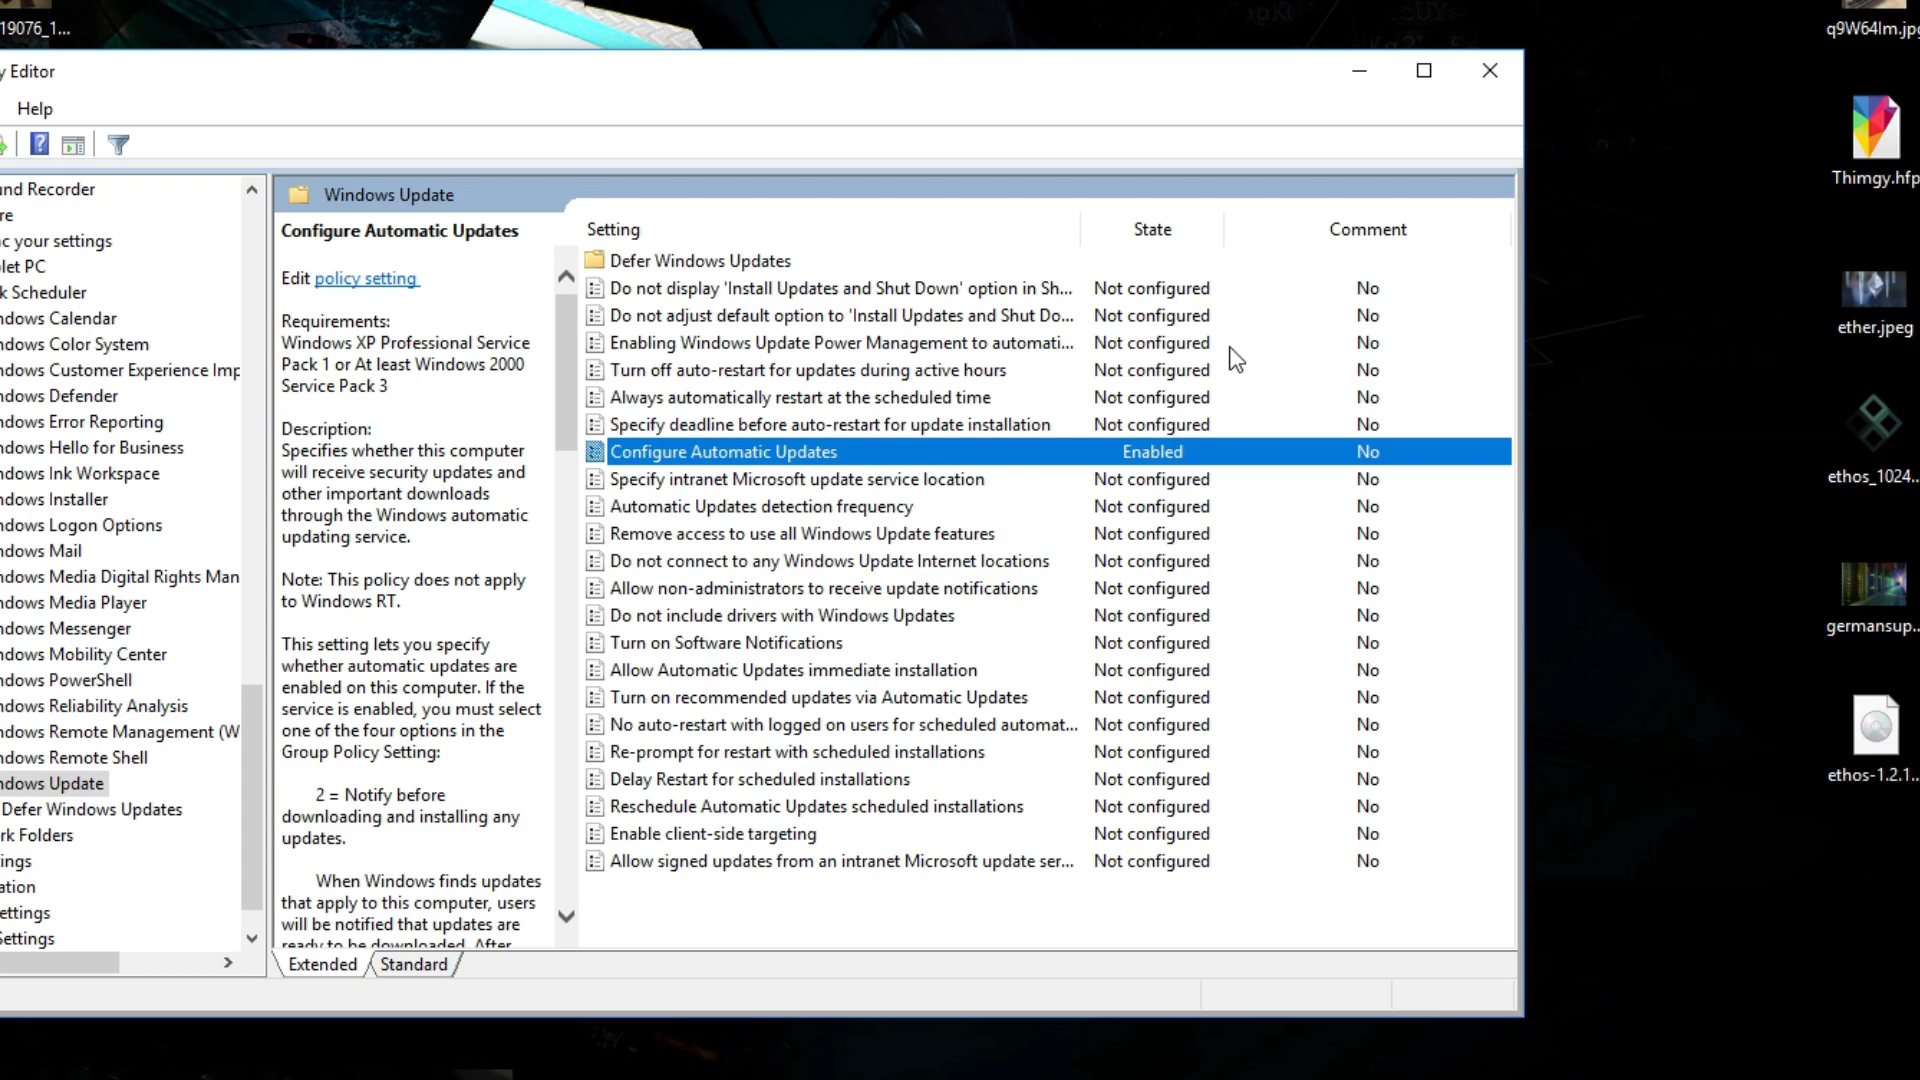 19076_1...
q9W64lm.jpg
y Editor
Help
und Recorder
re
c your settings
let PC
k Scheduler
ndows Calendar
ndows Color System
ndows Customer Experience Imp
ndows Defender
ndows Error Reporting
ndows Hello for Business
ndows Ink Workspace
ndows Installer
ndows Logon Options
ndows Mail
ndows Media Digital Rights Man
ndows Media Player
ndows Messenger
ndows Mobility Center
ndows PowerShell
ndows Reliability Analysis
ndows Remote Management (W
ndows Remote Shell
ndows Update
Defer Windows Updates
rk Folders
ings
ation
ettings
Settings
Windows Update
Configure Automatic Updates
Edit policy setting
Requirements:
Windows XP Professional Service
Pack 1 or At least Windows 2000
Service Pack 3
Description:
Specifies whether this computer
will receive security updates and
other important downloads
through the Windows automatic
updating service.
Note: This policy does not apply
to Windows RT.
This setting lets you specify
whether automatic updates are
enabled on this computer. If the
service is enabled, you must select
one of the four options in the
Group Policy Setting:
2 = Notify before
downloading and installing any
updates.
When Windows finds updates
that apply to this computer, users
will be notified that updates are
ready to be downloaded. After
Setting State Comment
Defer Windows Updates
Do not display 'Install Updates and Shut Down' option in Sh... Not configured No
Do not adjust default option to 'Install Updates and Shut Do... Not configured No
Enabling Windows Update Power Management to automati... Not configured No
Turn off auto-restart for updates during active hours Not configured No
Always automatically restart at the scheduled time Not configured No
Specify deadline before auto-restart for update installation Not configured No
Configure Automatic Updates Enabled No
Specify intranet Microsoft update service location Not configured No
Automatic Updates detection frequency Not configured No
Remove access to use all Windows Update features Not configured No
Do not connect to any Windows Update Internet locations Not configured No
Allow non-administrators to receive update notifications Not configured No
Do not include drivers with Windows Updates Not configured No
Turn on Software Notifications Not configured No
Allow Automatic Updates immediate installation Not configured No
Turn on recommended updates via Automatic Updates Not configured No
No auto-restart with logged on users for scheduled automat... Not configured No
Re-prompt for restart with scheduled installations Not configured No
Delay Restart for scheduled installations Not configured No
Reschedule Automatic Updates scheduled installations Not configured No
Enable client-side targeting Not configured No
Allow signed updates from an intranet Microsoft update ser... Not configured No
Extended Standard
Thimgy.hfp
ether.jpeg
ethos_1024...
germansup...
ethos-1.2.1...